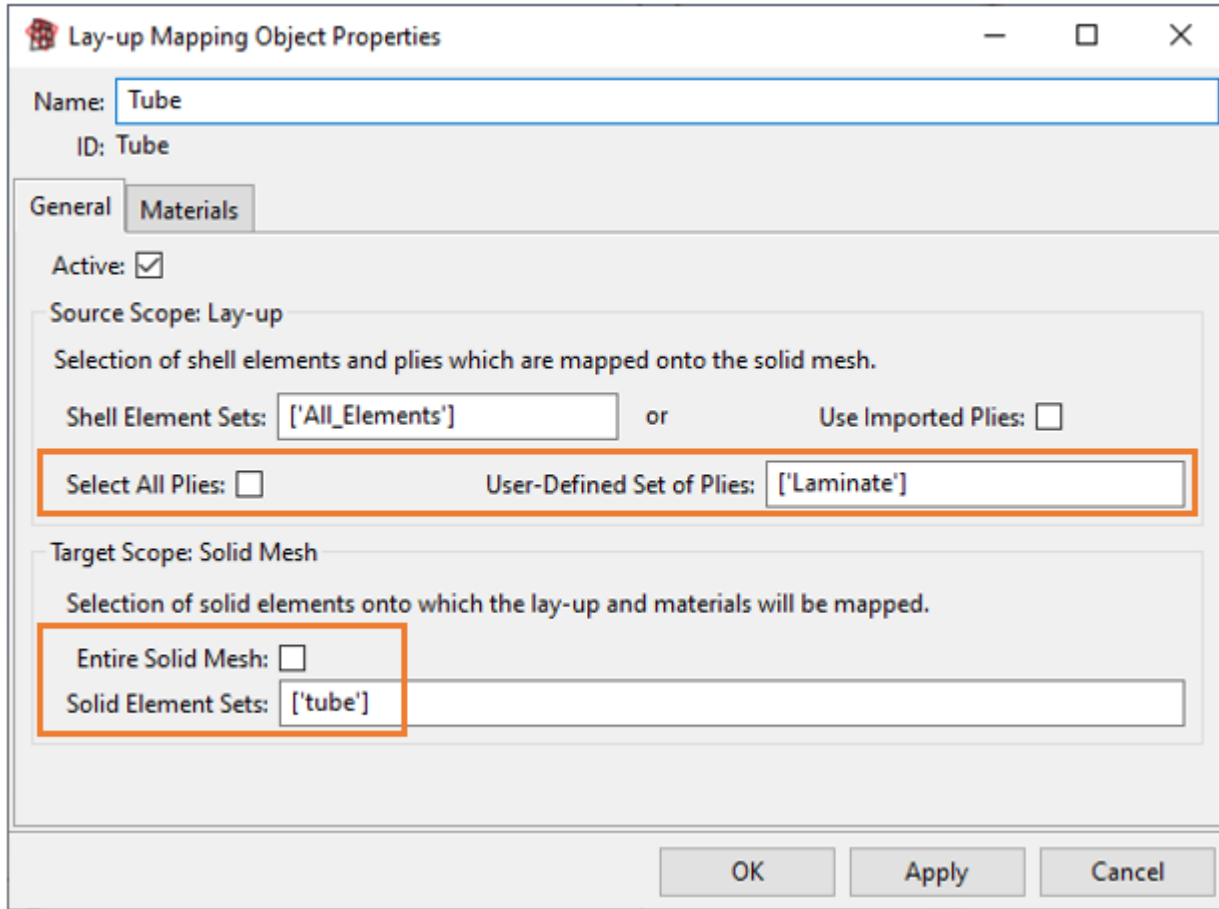 Lay-up Mapping Object Properties
Name: Tube
ID: Tube
General Materials
Active:
Source Scope: Lay-up
Selection of shell elements and plies which are mapped onto the solid mesh.
Shell Element Sets: ['All_Elements'] or Use Imported Plies:
Select All Plies: User-Defined Set of Plies: ['Laminate']
Target Scope: Solid Mesh
Selection of solid elements onto which the lay-up and materials will be mapped.
Entire Solid Mesh:
Solid Element Sets: ['tube']
OK Apply Cancel